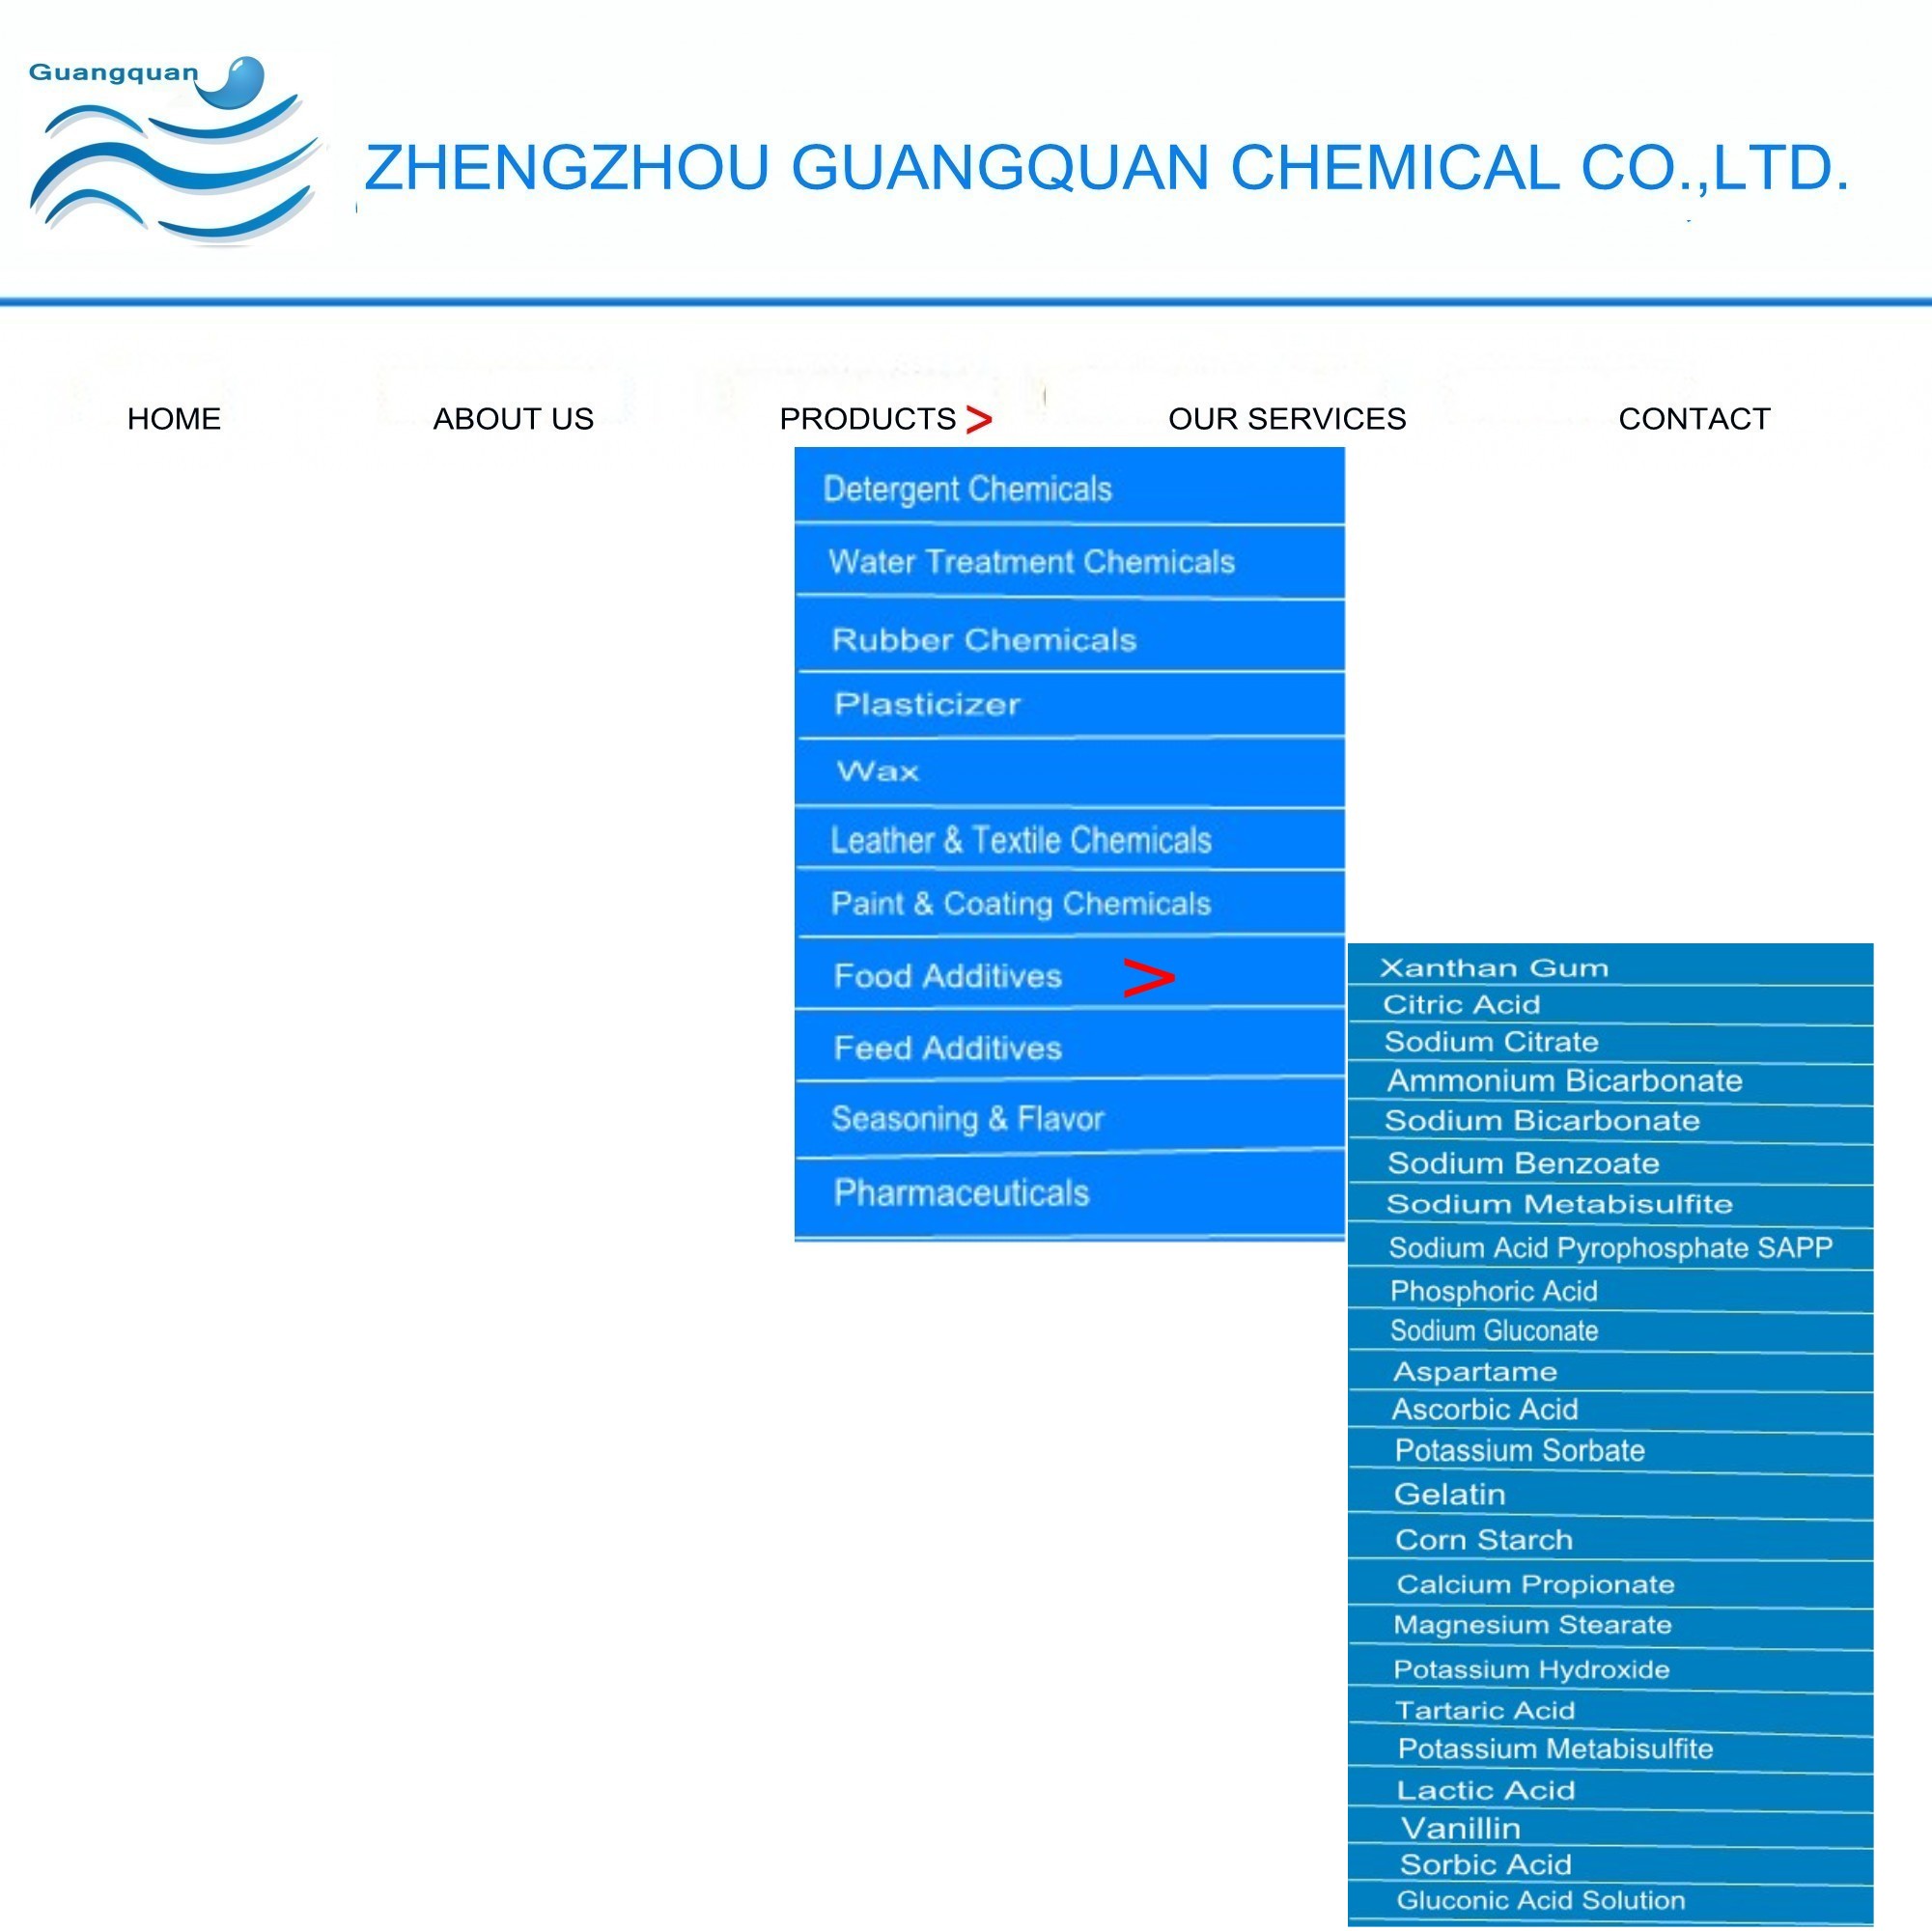 Guangquan
ZHENGZHOU GUANGQUAN CHEMICAL CO.,LTD.
HOME ABOUT US PRODUCTS > OUR SERVICES CONTACT
Detergent Chemicals
Water Treatment Chemicals
Rubber Chemicals
Plasticizer
Wax
Leather & Textile Chemicals
Paint & Coating Chemicals
Food Additives >
Feed Additives
Seasoning & Flavor
Pharmaceuticals
Xanthan Gum
Citric Acid
Sodium Citrate
Ammonium Bicarbonate
Sodium Bicarbonate
Sodium Benzoate
Sodium Metabisulfite
Sodium Acid Pyrophosphate SAPP
Phosphoric Acid
Sodium Gluconate
Aspartame
Ascorbic Acid
Potassium Sorbate
Gelatin
Corn Starch
Calcium Propionate
Magnesium Stearate
Potassium Hydroxide
Tartaric Acid
Potassium Metabisulfite
Lactic Acid
Vanillin
Sorbic Acid
Gluconic Acid Solution